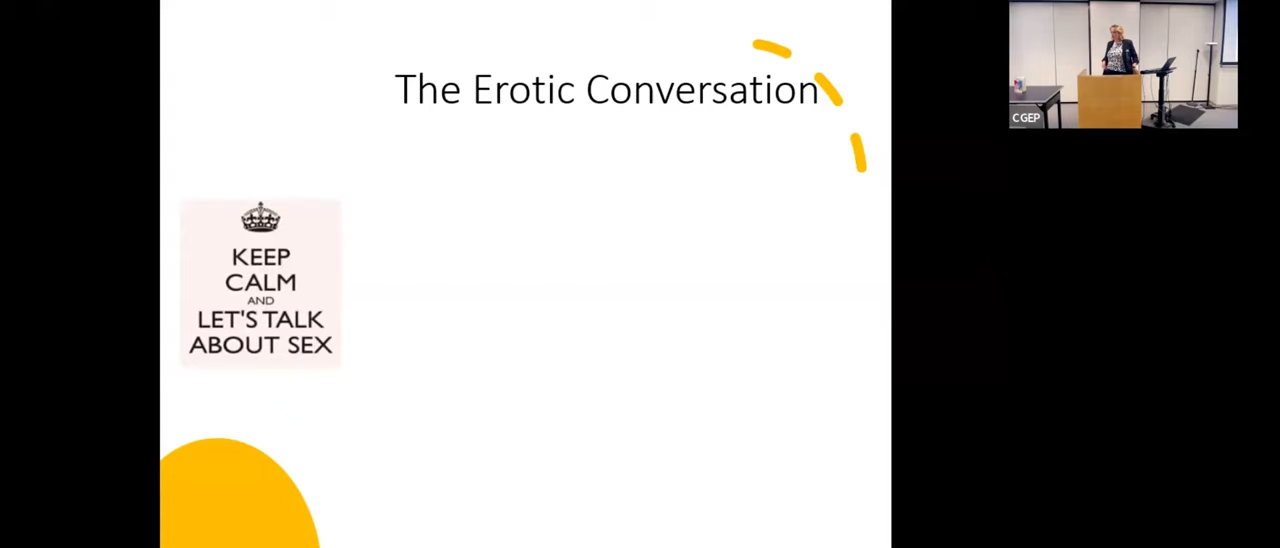 The Erotic Conversation
KEEP
CALM
AND
LET'S TALK
ABOUT SEX
CGEP